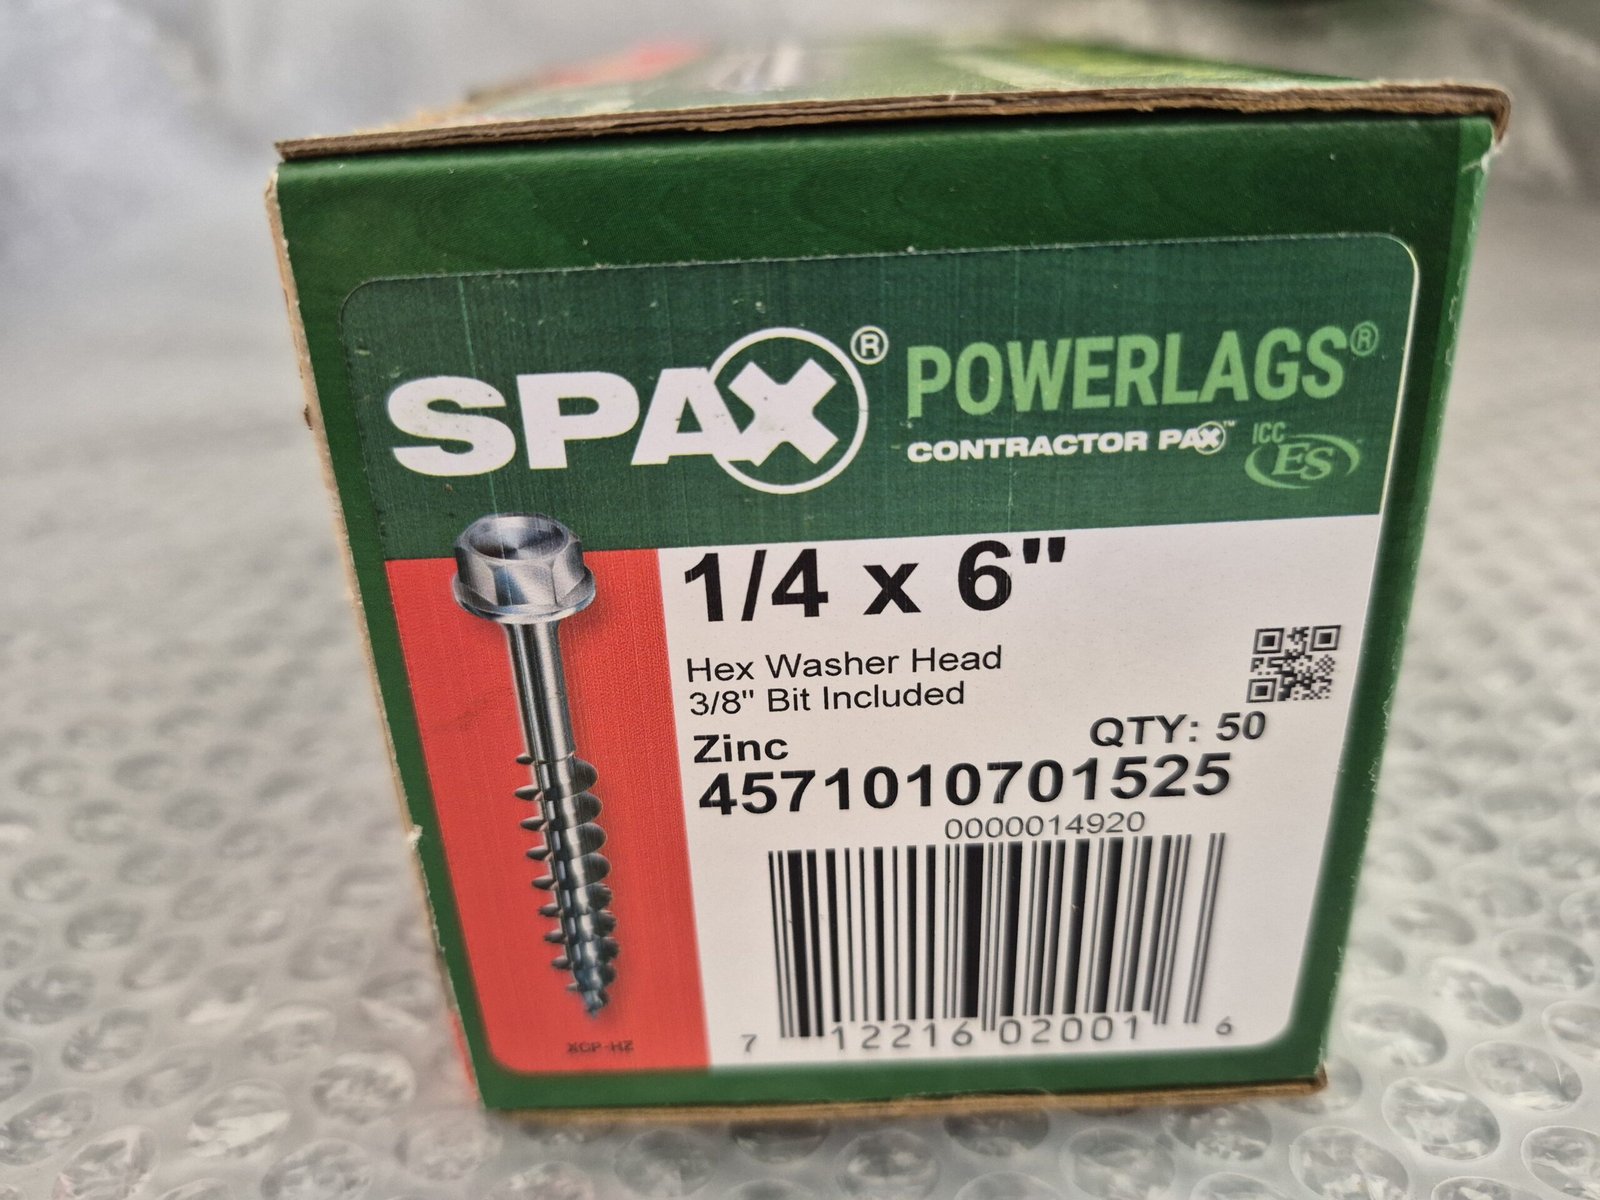 SPAX®
POWERLAGS®
CONTRACTOR PAX™
ICC
ES
1/4 x 6"
Hex Washer Head
3/8" Bit Included
Zinc
QTY: 50
4571010701525
0000014920
7 12216 02001 6